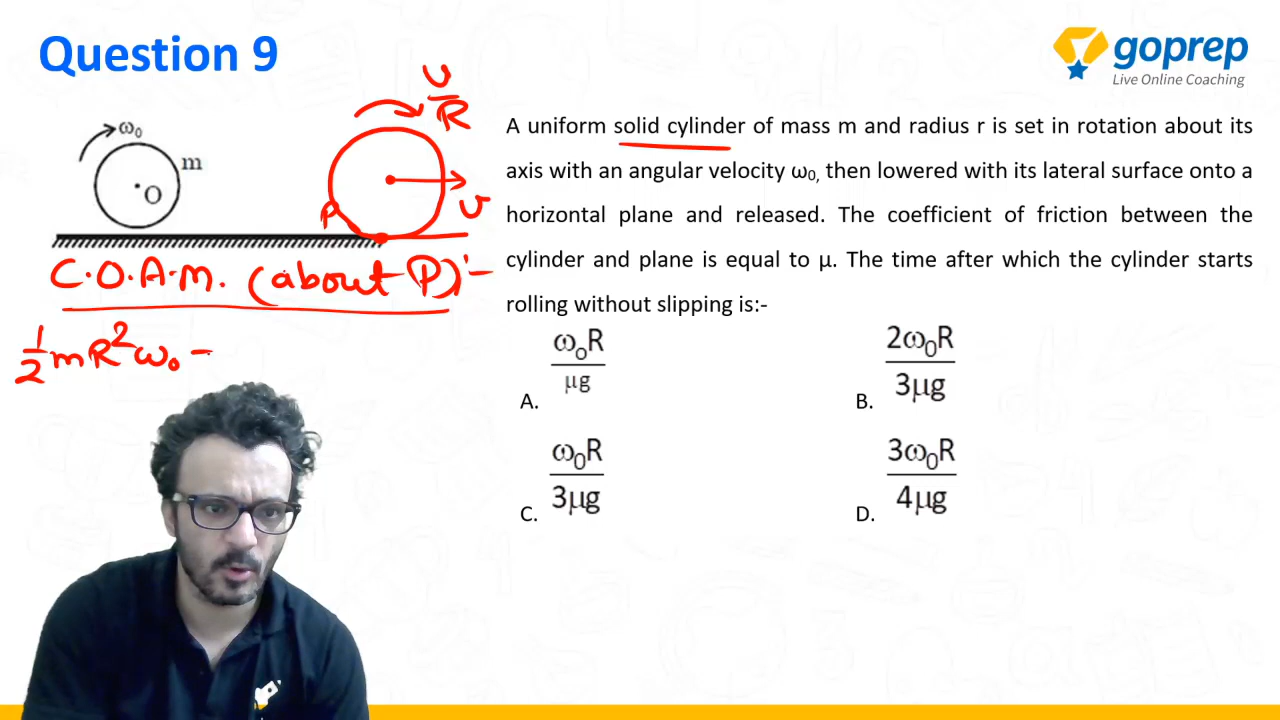 Question 9
goprep
Live Online Coaching
ω₀
m
O
υ/R
υ
P
C.O.A.M. (about P):-
1/2 mR²ω₀ -
A uniform solid cylinder of mass m and radius r is set in rotation about its
axis with an angular velocity ω₀, then lowered with its lateral surface onto a
horizontal plane and released. The coefficient of friction between the
cylinder and plane is equal to μ. The time after which the cylinder starts
rolling without slipping is:-
A. ω₀R/μg
B. 2ω₀R/3μg
C. ω₀R/3μg
D. 3ω₀R/4μg